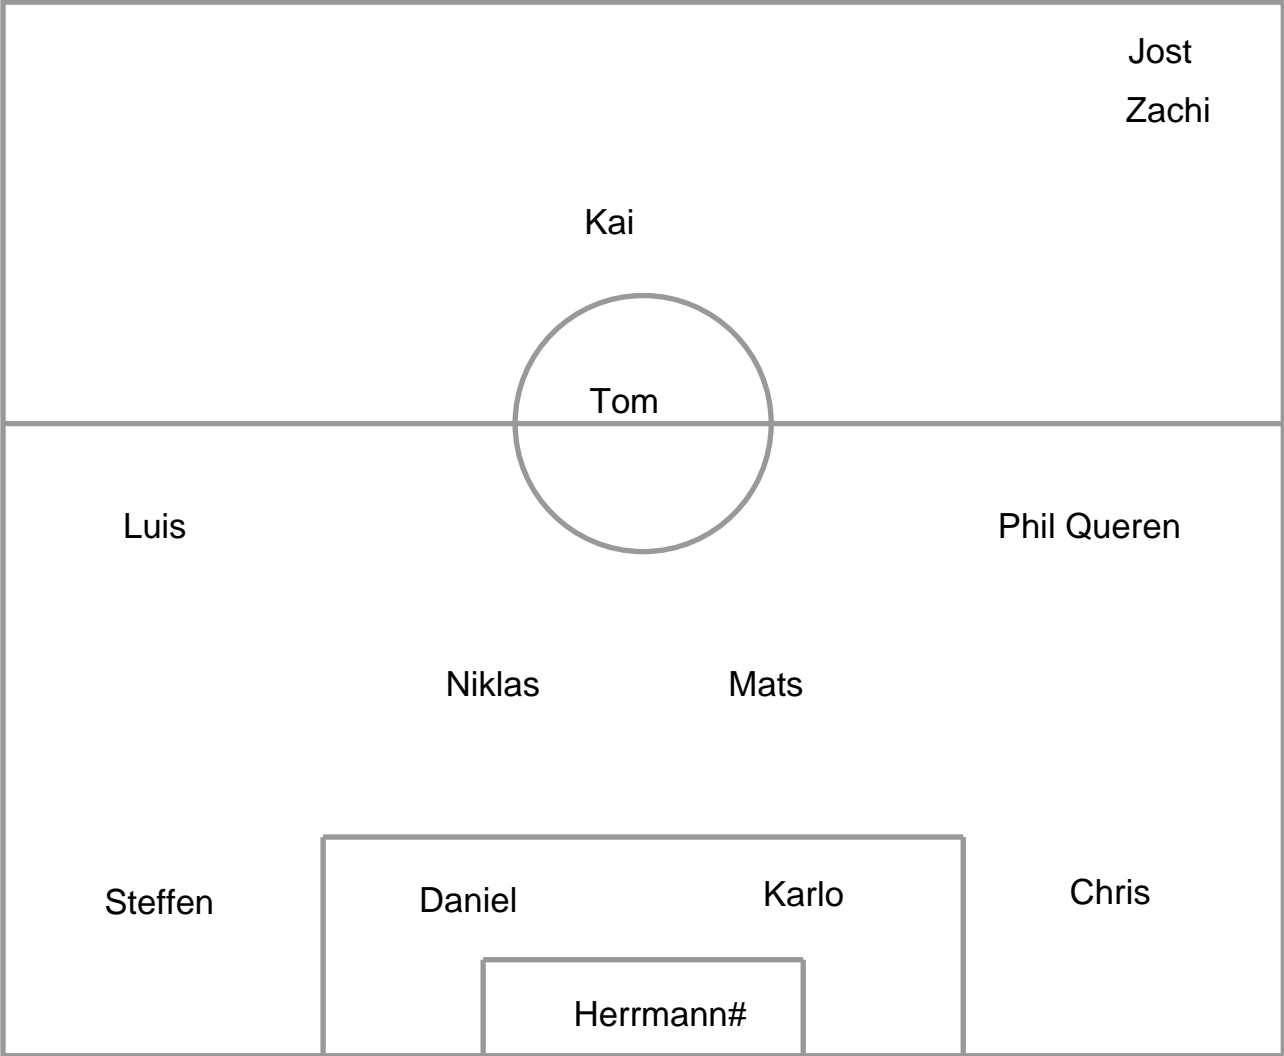 Jost
Zachi
Kai
Tom
Luis
Phil Queren
Niklas
Mats
Steffen
Daniel
Karlo
Chris
Herrmann#